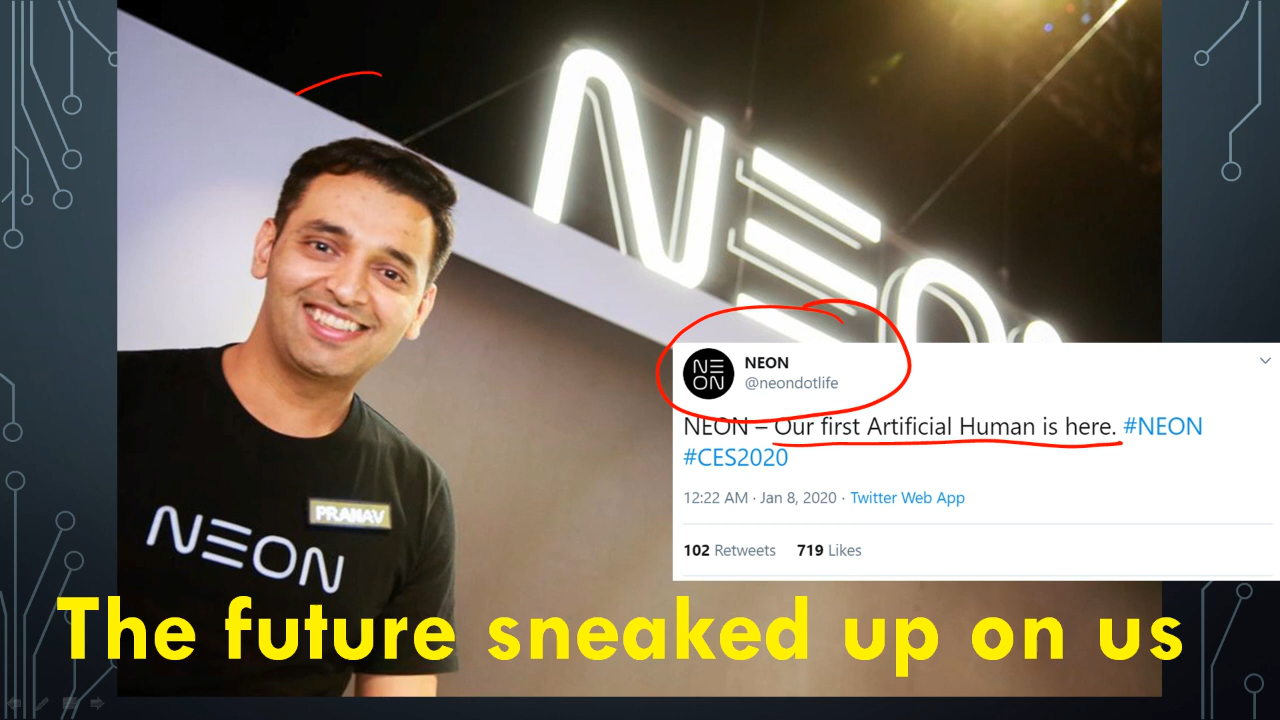 NEON
PRANAV
NEON
NE
ON
NEON
@neondotlife
NEON – Our first Artificial Human is here. #NEON
#CES2020
12:22 AM · Jan 8, 2020 · Twitter Web App
102 Retweets 719 Likes
The future sneaked up on us